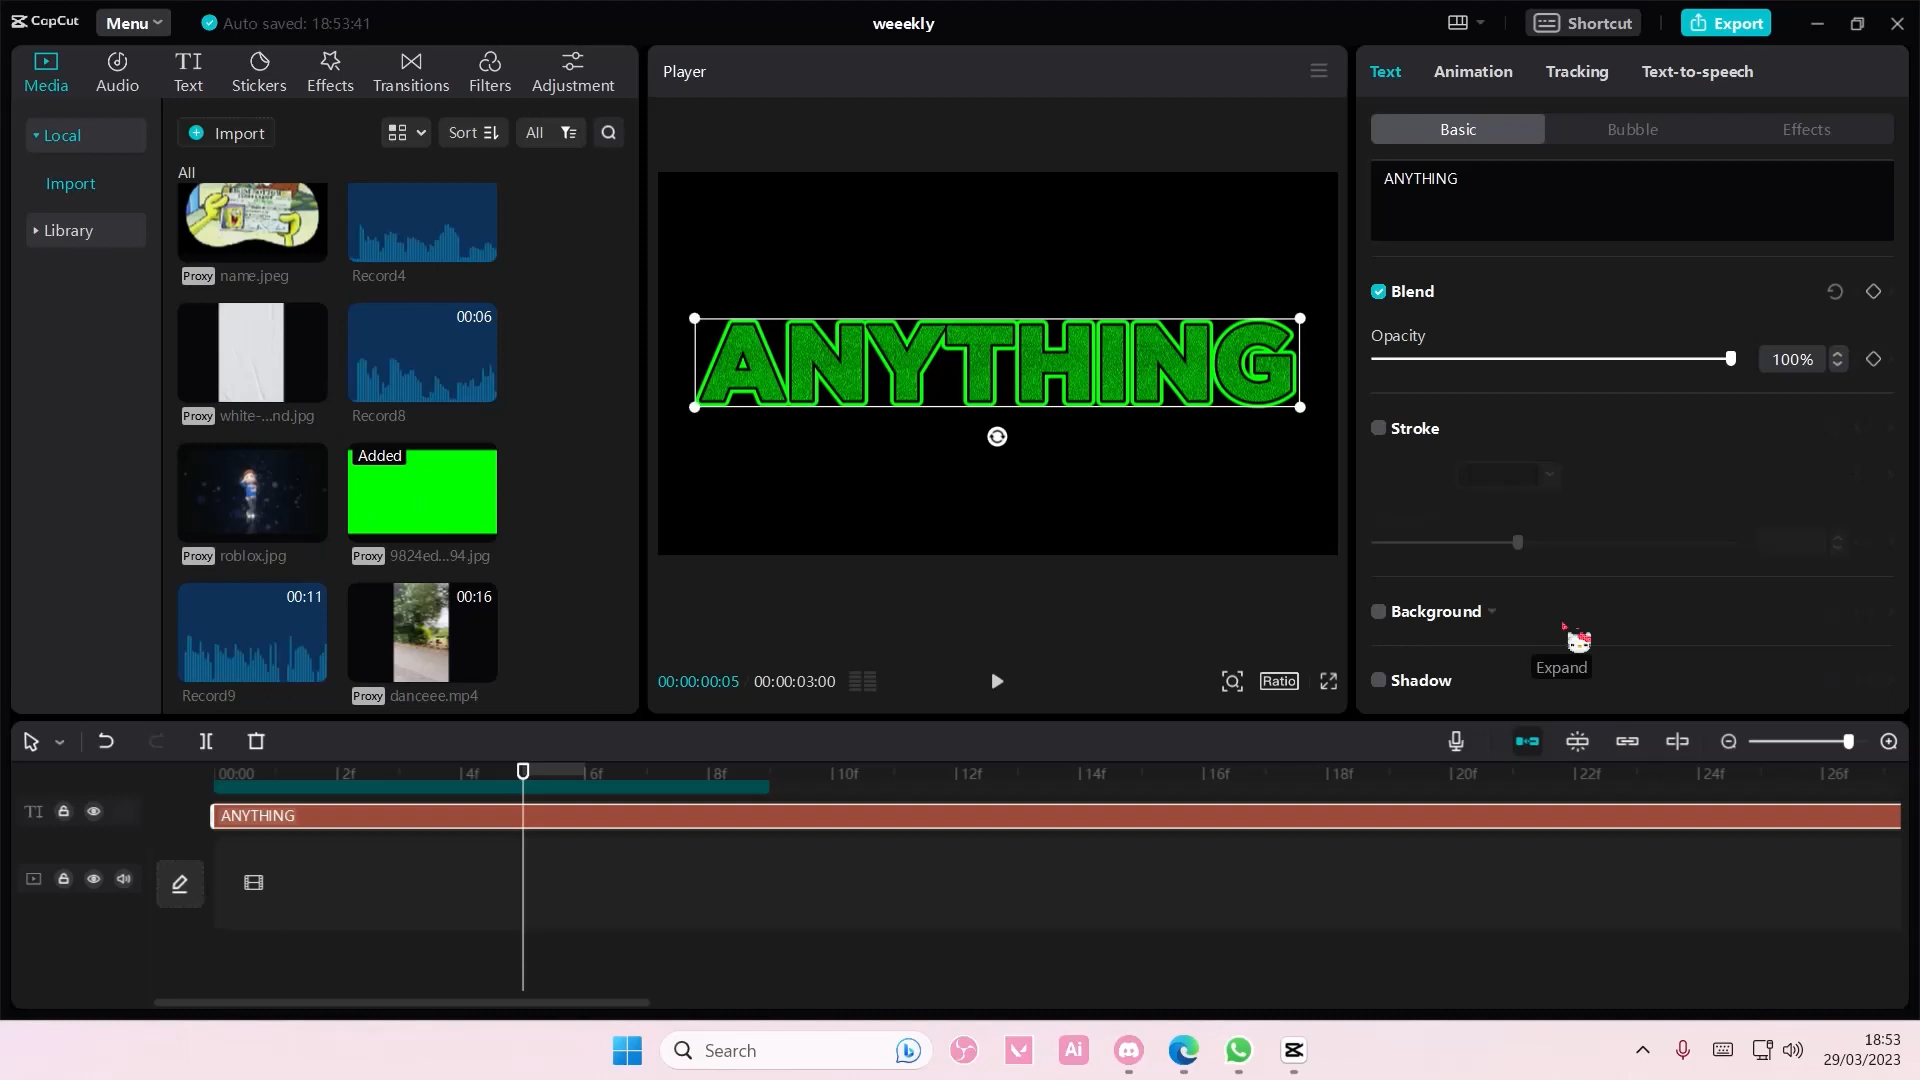 CapCut
Menu
Auto saved: 18:53:41
weeekly
Shortcut
Export
Media
Audio
TI
Text
Stickers
Effects
Transitions
Filters
Adjustment
Local
Import
Library
Import
Sort
All
All
Proxy name.jpeg
Record4
Proxy white-...nd.jpg
00:06
Record8
Proxy roblox.jpg
Added
Proxy 9824ed...94.jpg
00:11
Record9
00:16
Proxy danceee.mp4
Player
ANYTHING
00:00:00:05
00:00:03:00
Ratio
Text
Animation
Tracking
Text-to-speech
Basic
Bubble
Effects
ANYTHING
Blend
Opacity
100%
Stroke
Background
Expand
Shadow
00:00
2f
4f
6f
8f
10f
12f
14f
16f
18f
20f
22f
24f
26f
TI
ANYTHING
Search
Ai
18:53
29/03/2023